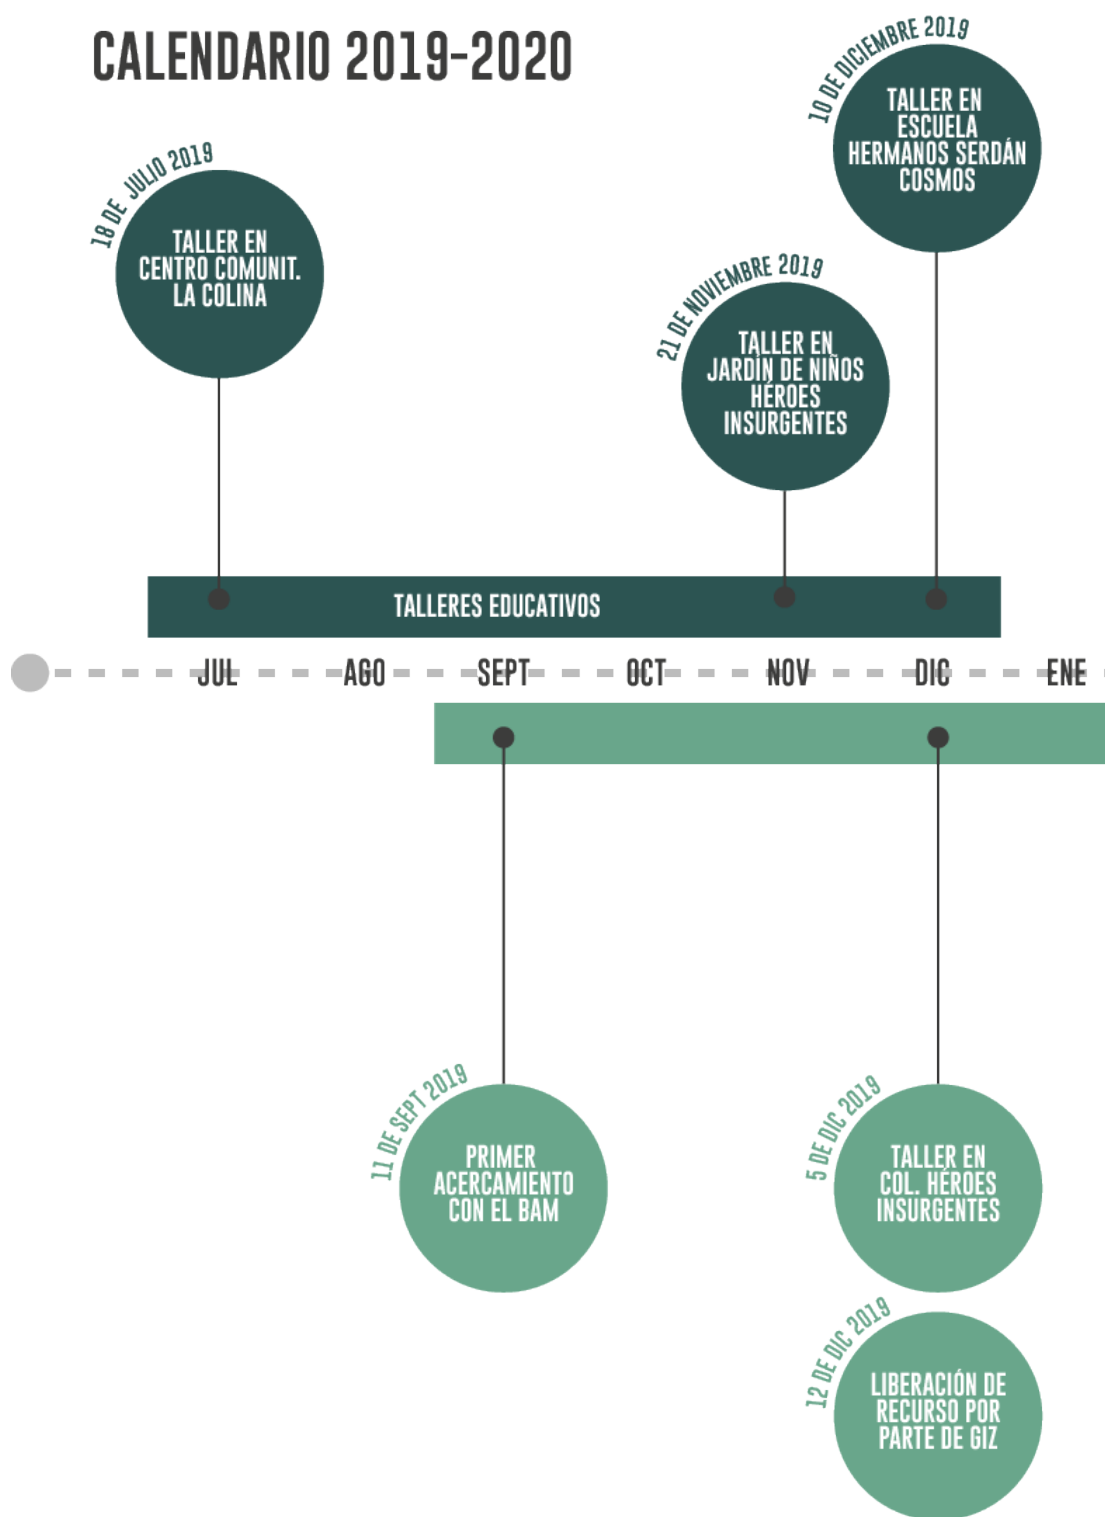 CALENDARIO 2019-2020
10 DE DICIEMBRE 2019
TALLER EN
ESCUELA
HERMANOS SERDÁN
COSMOS
18 DE JULIO 2019
TALLER EN
CENTRO COMUNIT.
LA COLINA
21 DE NOVIEMBRE 2019
TALLER EN
JARDÍN DE NIÑOS
HÉROES
INSURGENTES
TALLERES EDUCATIVOS
JUL AGO SEPT OCT NOV DIC ENE
11 DE SEPT 2019
PRIMER
ACERCAMIENTO
CON EL BAM
5 DE DIC 2019
TALLER EN
COL. HÉROES
INSURGENTES
12 DE DIC 2019
LIBERACIÓN DE
RECURSO POR
PARTE DE GIZ